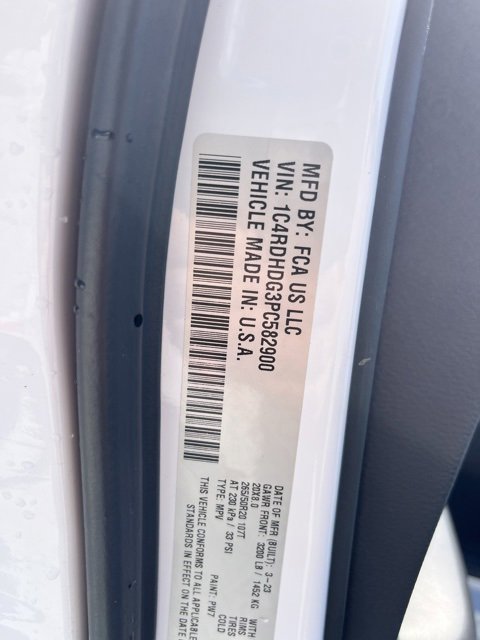 MFD BY: FCA US LLC
VIN: 1C4RDHDG3PC582900
VEHICLE MADE IN: U.S.A.
DATE OF MFR (BUILT): 3-23
GAWR FRONT: 3200 LB / 1452 KG WITH
20X8.0 RIMS
265/50R20 107T TIRES
AT 230 kPa / 33 PSI COLD
TYPE: MPV PAINT: PW7
THIS VEHICLE CONFORMS TO ALL APPLICABLE
STANDARDS IN EFFECT ON THE DATE